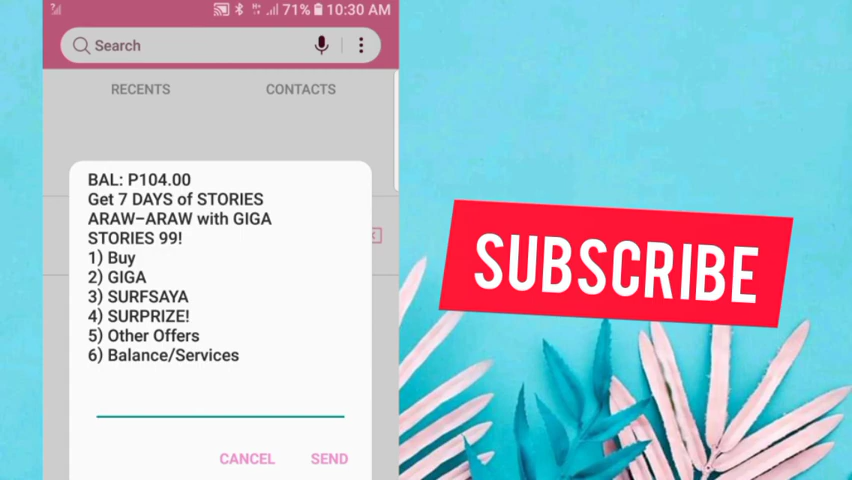 71% 10:30 AM
Search
RECENTS CONTACTS
BAL: P104.00
Get 7 DAYS of STORIES
ARAW-ARAW with GIGA
STORIES 99!
1) Buy
2) GIGA
3) SURFSAYA
4) SURPRIZE!
5) Other Offers
6) Balance/Services
CANCEL SEND
SUBSCRIBE